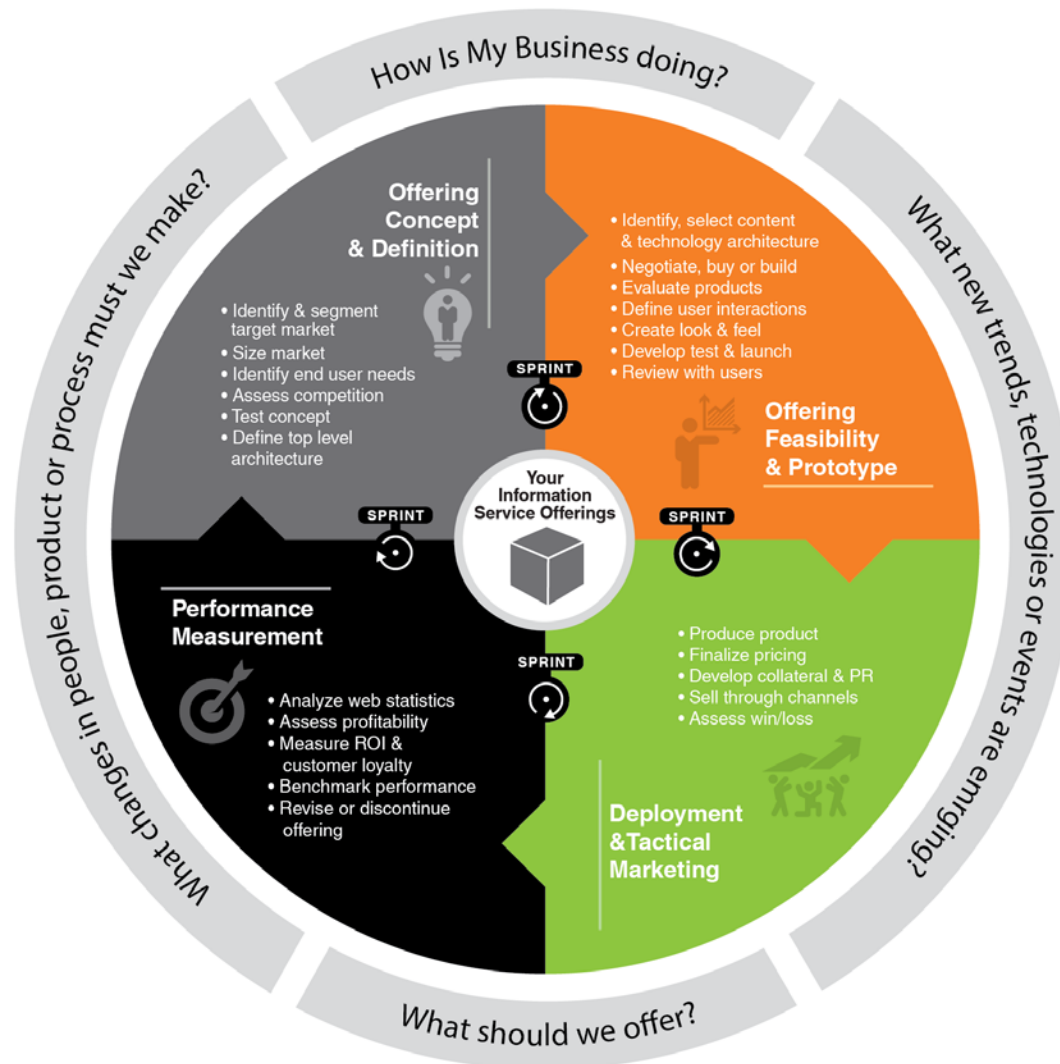 How Is My Business doing?
What new trends, technologies or events are emrging?
What should we offer?
What changes in people, product or process must we make?
Offering
Concept
& Definition
• Identify & segment
target market
• Size market
• Identify end user needs
• Assess competition
• Test concept
• Define top level
architecture
• Identify, select content
& technology architecture
• Negotiate, buy or build
• Evaluate products
• Define user interactions
• Create look & feel
• Develop test & launch
• Review with users
Offering
Feasibility
& Prototype
SPRINT
Your
Information
Service Offerings
SPRINT
SPRINT
SPRINT
• Produce product
• Finalize pricing
• Develop collateral & PR
• Sell through channels
• Assess win/loss
Deployment
&Tactical
Marketing
Performance
Measurement
• Analyze web statistics
• Assess profitability
• Measure ROI &
customer loyalty
• Benchmark performance
• Revise or discontinue
offering